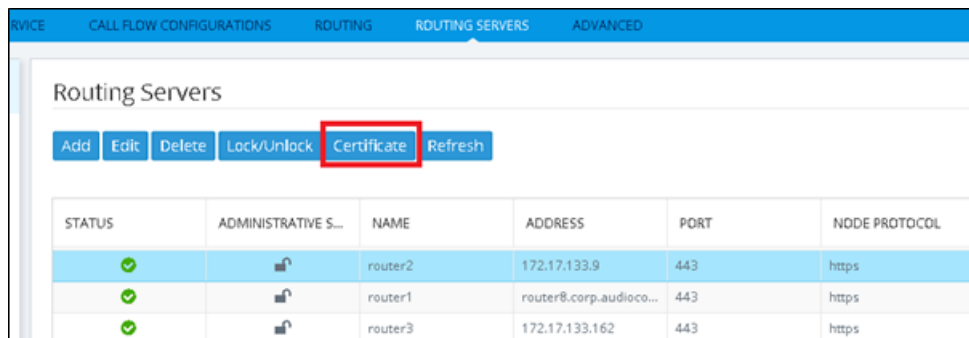 RVICE CALL FLOW CONFIGURATIONS ROUTING ROUTING SERVERS ADVANCED
Routing Servers
Add Edit Delete Lock/Unlock Certificate Refresh
STATUS ADMINISTRATIVE S... NAME ADDRESS PORT NODE PROTOCOL
router2 172.17.133.9 443 https
router1 router8.corp.audioco... 443 https
router3 172.17.133.162 443 https